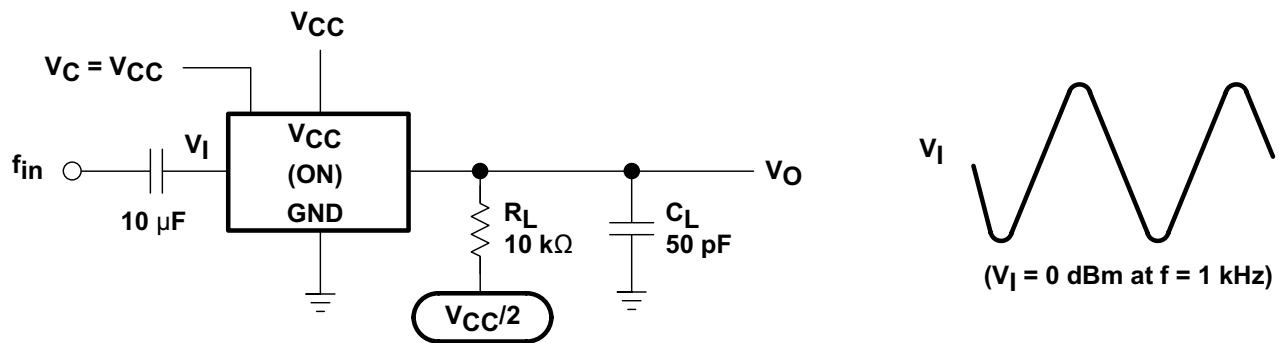 VCC
VC = VCC
VI
VCC
(ON)
GND
fin
10 µF
VO
RL
10 kΩ
CL
50 pF
VCC/2
VI
(VI = 0 dBm at f = 1 kHz)